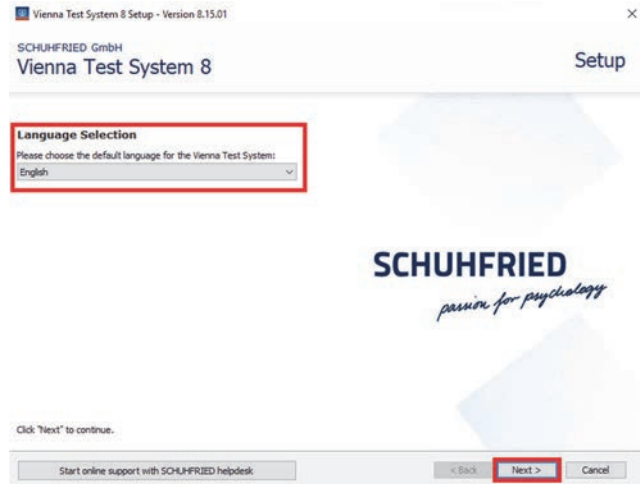 Vienna Test System 8 Setup - Version 8.15.01
SCHUHFRIED GmbH
Vienna Test System 8
Setup
Language Selection
Please choose the default language for the Vienna Test System:
English
SCHUHFRIED
passion for psychology
Click "Next" to continue.
Start online support with SCHUHFRIED helpdesk
< Back
Next >
Cancel